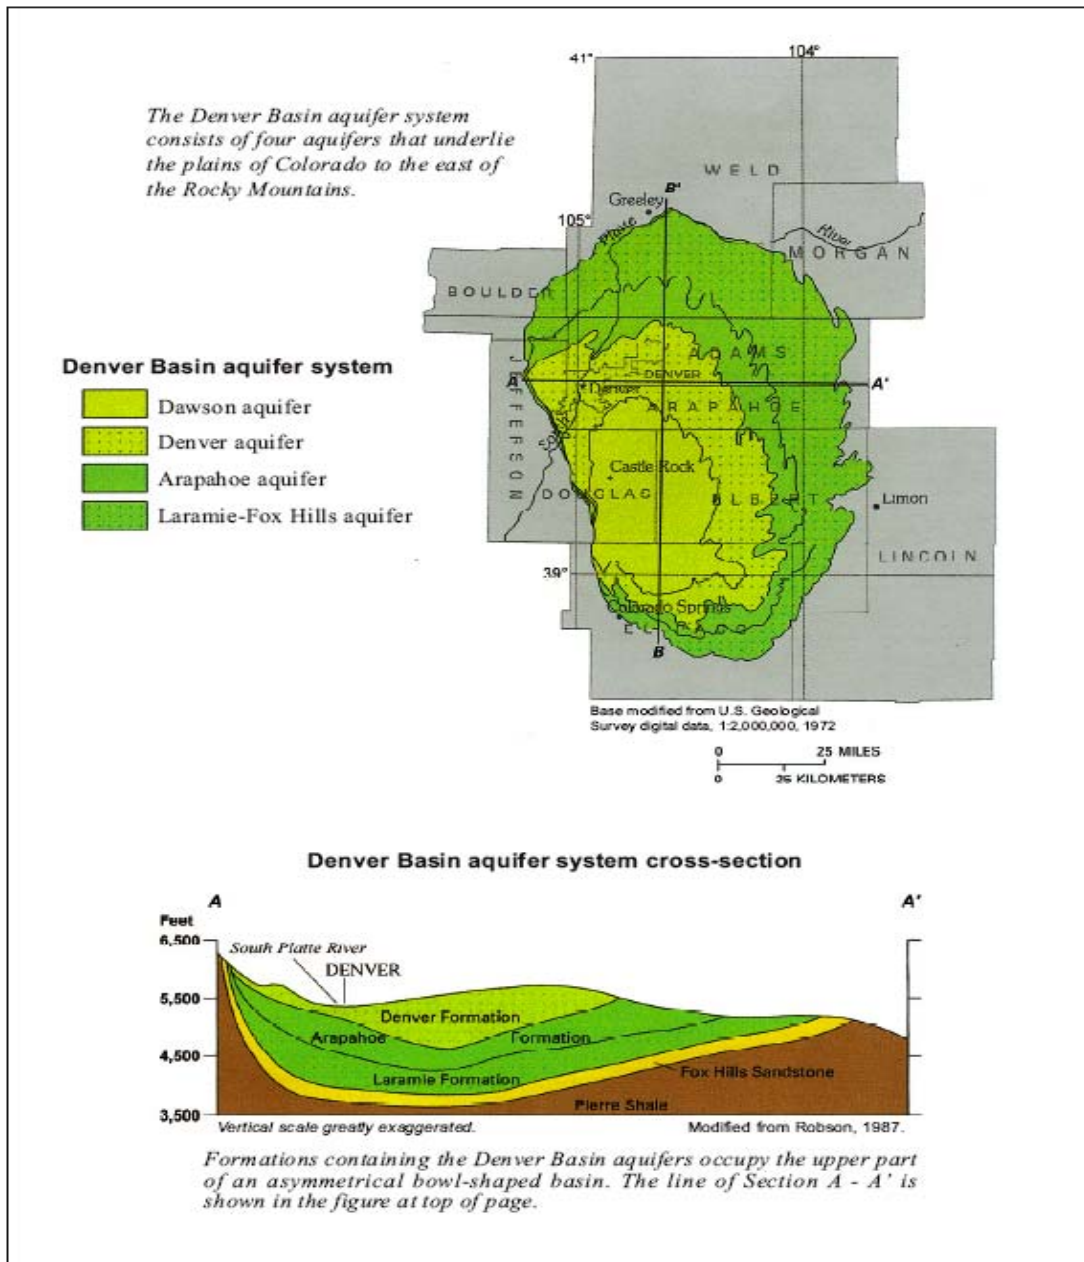 The Denver Basin aquifer system
consists of four aquifers that underlie
the plains of Colorado to the east of
the Rocky Mountains.
41°
104°
WELD
B'
Greeley
105°
Platte
River
MORGAN
BOULDER
ADAMS
DENVER
A
Denver
A'
JEFFERSON
ARAPAHOE
Castle Rock
DOUGLAS
ELBERT
Limon
LINCOLN
39°
Colorado Springs
EL PASO
B
Base modified from U.S. Geological
Survey digital data, 1:2,000,000, 1972
0 25 MILES
0 25 KILOMETERS
Denver Basin aquifer system
Dawson aquifer
Denver aquifer
Arapahoe aquifer
Laramie-Fox Hills aquifer
Denver Basin aquifer system cross-section
A A'
Feet
6,500
South Platte River
DENVER
5,500
Denver Formation
Arapahoe Formation
4,500
Fox Hills Sandstone
Laramie Formation
Pierre Shale
3,500
Vertical scale greatly exaggerated. Modified from Robson, 1987.
Formations containing the Denver Basin aquifers occupy the upper part
of an asymmetrical bowl-shaped basin. The line of Section A - A' is
shown in the figure at top of page.